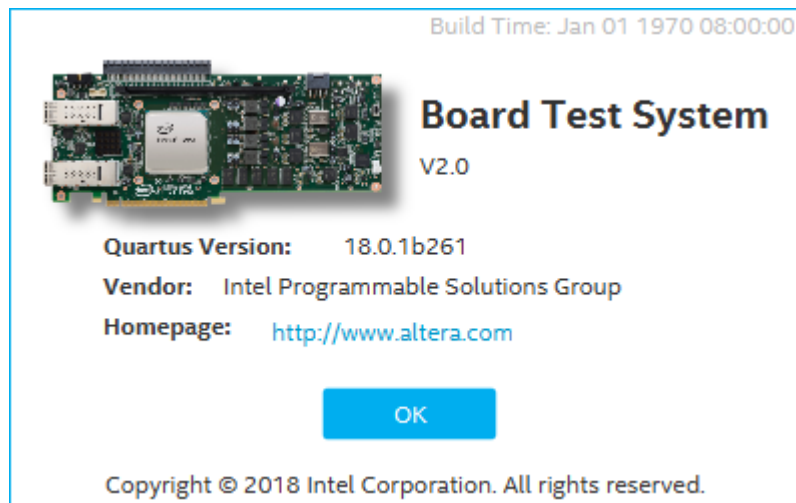 Build Time: Jan 01 1970 08:00:00
Board Test System
V2.0
Quartus Version: 18.0.1b261
Vendor: Intel Programmable Solutions Group
Homepage: http://www.altera.com
OK
Copyright © 2018 Intel Corporation. All rights reserved.